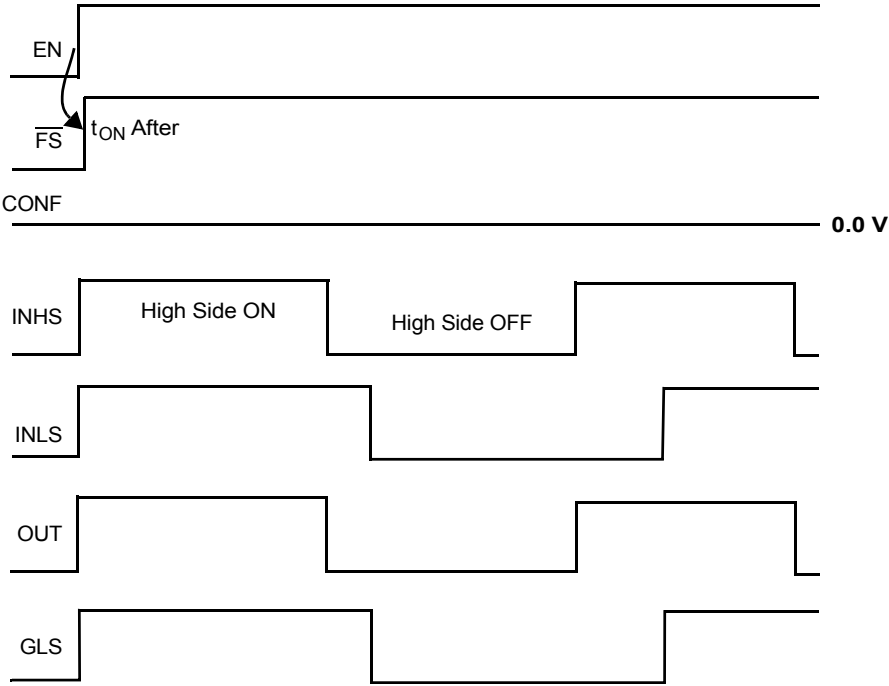 EN
FS
tON After
CONF
0.0 V
INHS
High Side ON
High Side OFF
INLS
OUT
GLS